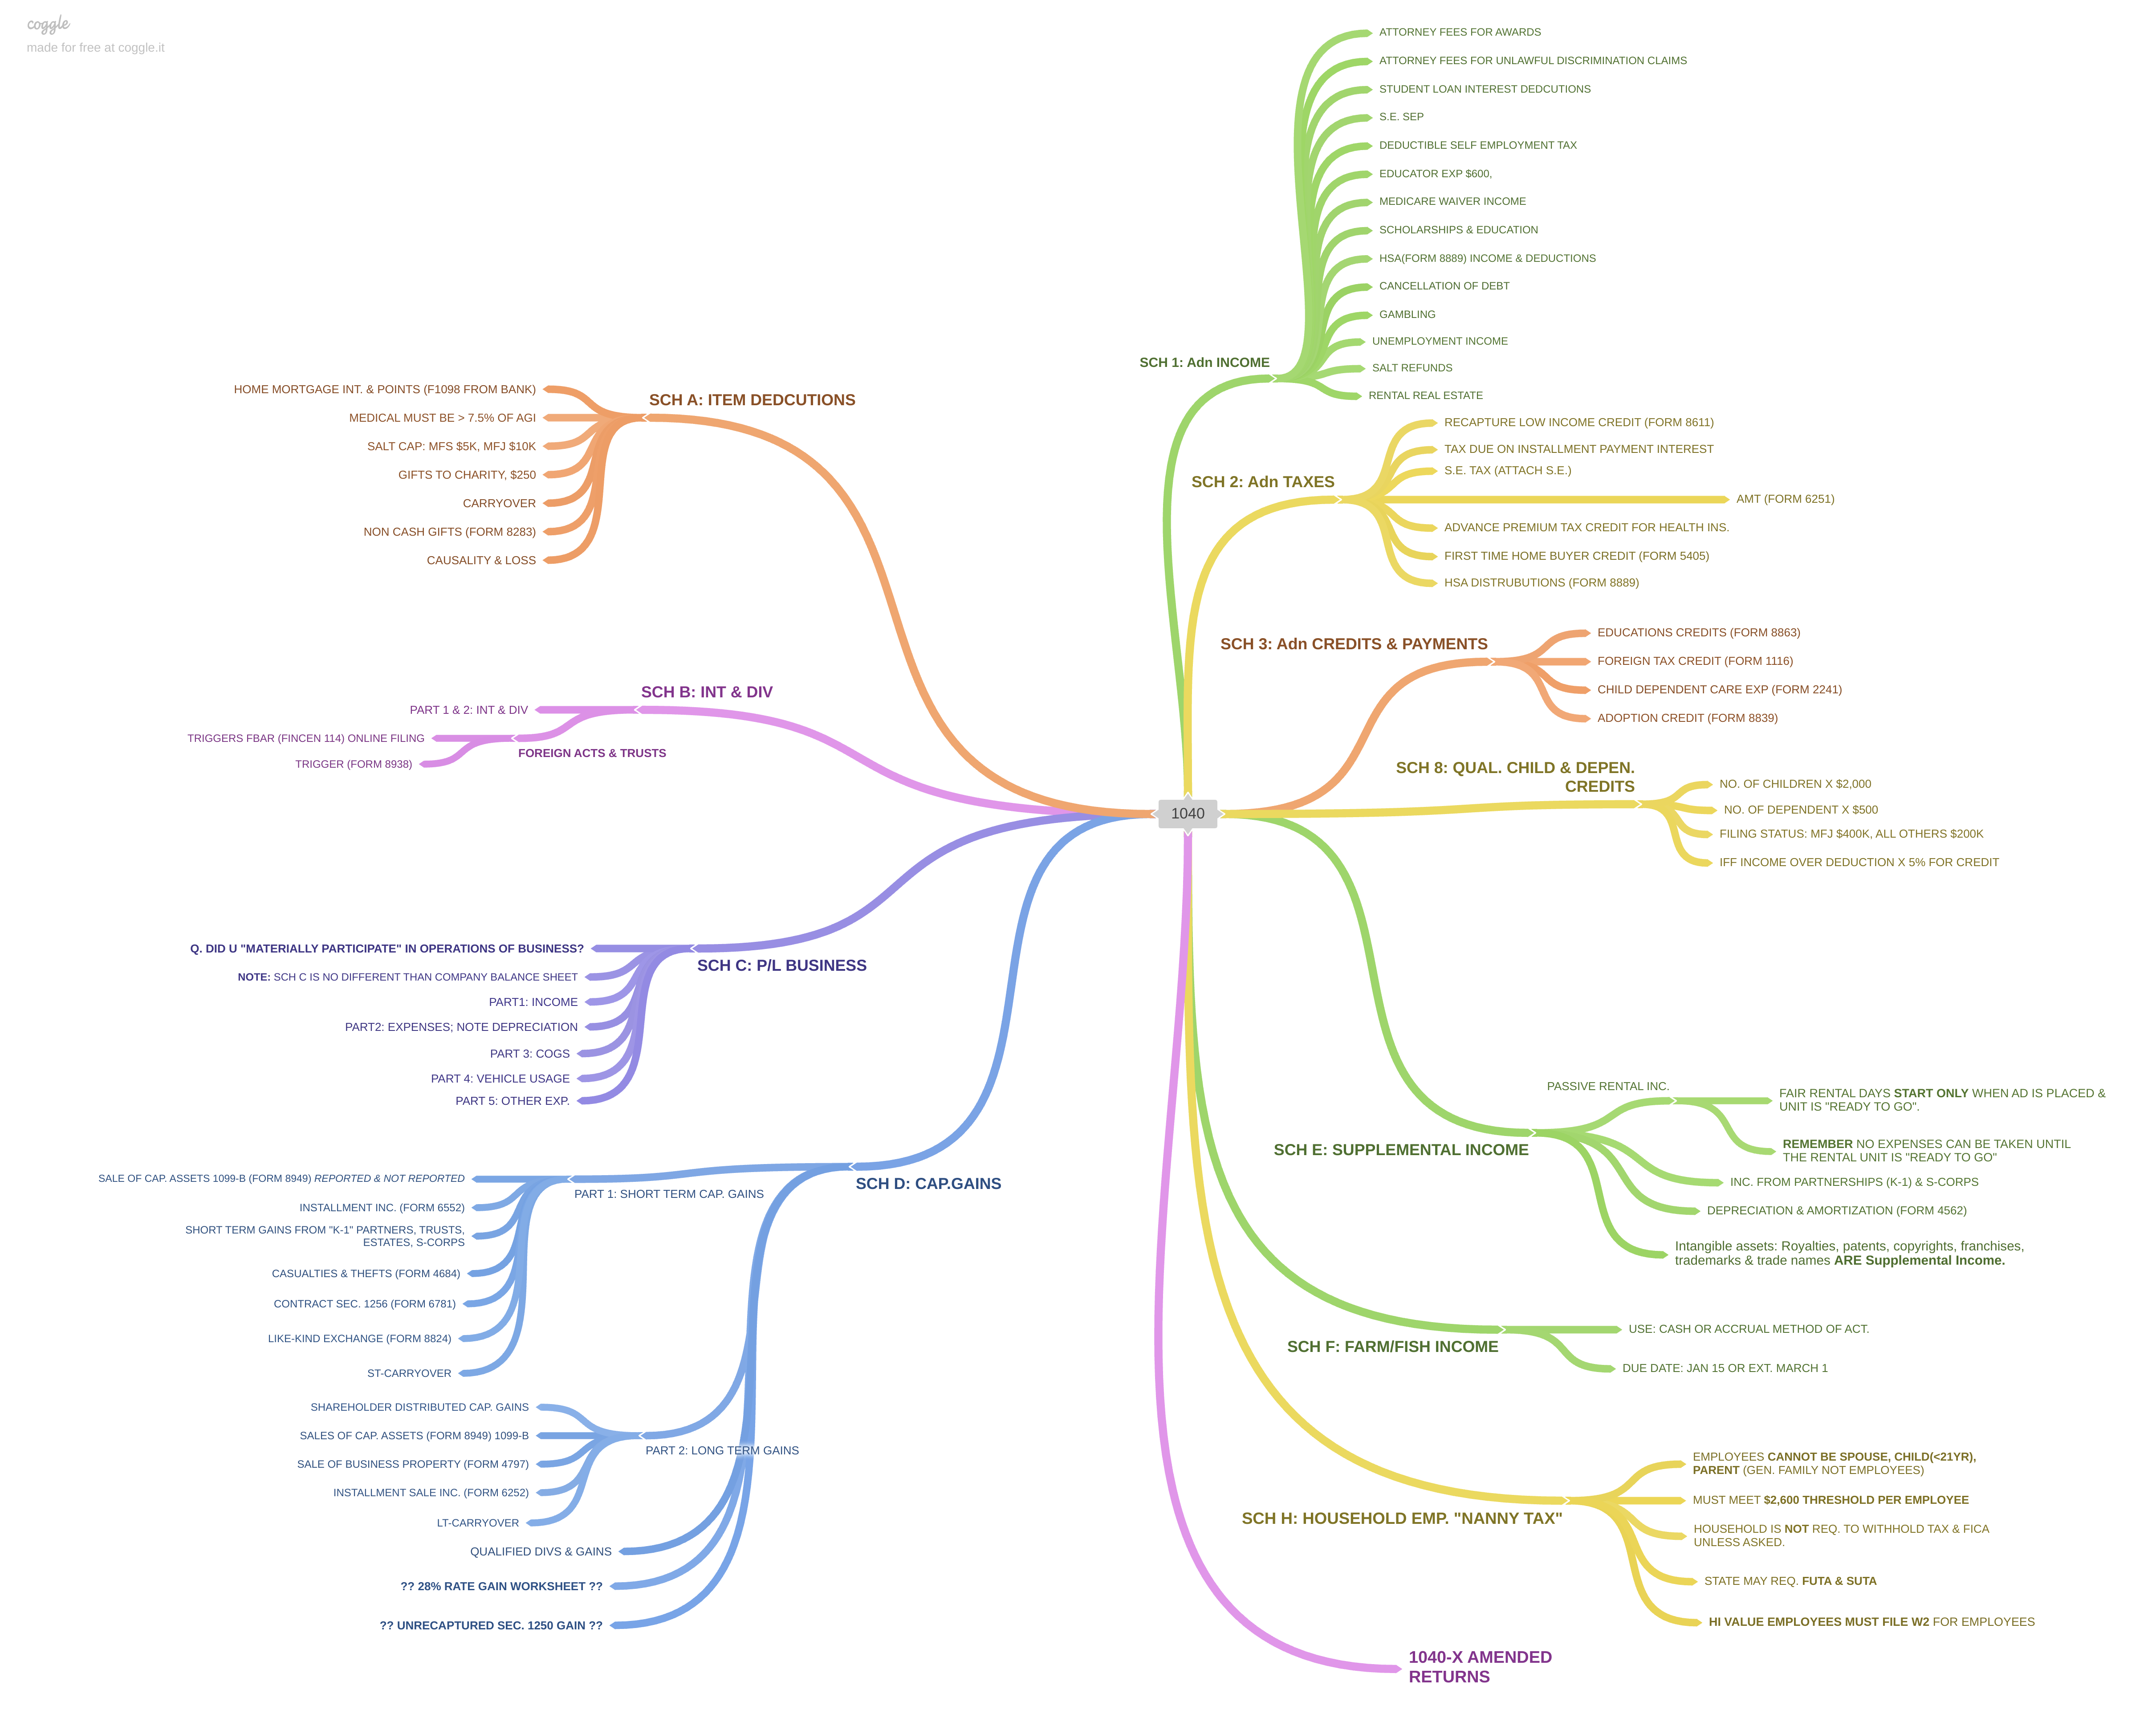 coggle
made for free at coggle.it
1040
SCH 1: Adn INCOME
ATTORNEY FEES FOR AWARDS
ATTORNEY FEES FOR UNLAWFUL DISCRIMINATION CLAIMS
STUDENT LOAN INTEREST DEDCUTIONS
S.E. SEP
DEDUCTIBLE SELF EMPLOYMENT TAX
EDUCATOR EXP $600,
MEDICARE WAIVER INCOME
SCHOLARSHIPS & EDUCATION
HSA(FORM 8889) INCOME & DEDUCTIONS
CANCELLATION OF DEBT
GAMBLING
UNEMPLOYMENT INCOME
SALT REFUNDS
RENTAL REAL ESTATE
SCH 2: Adn TAXES
RECAPTURE LOW INCOME CREDIT (FORM 8611)
TAX DUE ON INSTALLMENT PAYMENT INTEREST
S.E. TAX (ATTACH S.E.)
AMT (FORM 6251)
ADVANCE PREMIUM TAX CREDIT FOR HEALTH INS.
FIRST TIME HOME BUYER CREDIT (FORM 5405)
HSA DISTRUBUTIONS (FORM 8889)
SCH 3: Adn CREDITS & PAYMENTS
EDUCATIONS CREDITS (FORM 8863)
FOREIGN TAX CREDIT (FORM 1116)
CHILD DEPENDENT CARE EXP (FORM 2241)
ADOPTION CREDIT (FORM 8839)
SCH 8: QUAL. CHILD & DEPEN.
CREDITS
NO. OF CHILDREN X $2,000
NO. OF DEPENDENT X $500
FILING STATUS: MFJ $400K, ALL OTHERS $200K
IFF INCOME OVER DEDUCTION X 5% FOR CREDIT
SCH E: SUPPLEMENTAL INCOME
PASSIVE RENTAL INC.
FAIR RENTAL DAYS START ONLY WHEN AD IS PLACED &
UNIT IS "READY TO GO".
REMEMBER NO EXPENSES CAN BE TAKEN UNTIL
THE RENTAL UNIT IS "READY TO GO"
INC. FROM PARTNERSHIPS (K-1) & S-CORPS
DEPRECIATION & AMORTIZATION (FORM 4562)
Intangible assets: Royalties, patents, copyrights, franchises,
trademarks & trade names ARE Supplemental Income.
SCH F: FARM/FISH INCOME
USE: CASH OR ACCRUAL METHOD OF ACT.
DUE DATE: JAN 15 OR EXT. MARCH 1
SCH H: HOUSEHOLD EMP. "NANNY TAX"
EMPLOYEES CANNOT BE SPOUSE, CHILD(<21YR),
PARENT (GEN. FAMILY NOT EMPLOYEES)
MUST MEET $2,600 THRESHOLD PER EMPLOYEE
HOUSEHOLD IS NOT REQ. TO WITHHOLD TAX & FICA
UNLESS ASKED.
STATE MAY REQ. FUTA & SUTA
HI VALUE EMPLOYEES MUST FILE W2 FOR EMPLOYEES
1040-X AMENDED
RETURNS
SCH A: ITEM DEDCUTIONS
HOME MORTGAGE INT. & POINTS (F1098 FROM BANK)
MEDICAL MUST BE > 7.5% OF AGI
SALT CAP: MFS $5K, MFJ $10K
GIFTS TO CHARITY, $250
CARRYOVER
NON CASH GIFTS (FORM 8283)
CAUSALITY & LOSS
SCH B: INT & DIV
PART 1 & 2: INT & DIV
FOREIGN ACTS & TRUSTS
TRIGGERS FBAR (FINCEN 114) ONLINE FILING
TRIGGER (FORM 8938)
SCH C: P/L BUSINESS
Q. DID U "MATERIALLY PARTICIPATE" IN OPERATIONS OF BUSINESS?
NOTE: SCH C IS NO DIFFERENT THAN COMPANY BALANCE SHEET
PART1: INCOME
PART2: EXPENSES; NOTE DEPRECIATION
PART 3: COGS
PART 4: VEHICLE USAGE
PART 5: OTHER EXP.
SCH D: CAP.GAINS
PART 1: SHORT TERM CAP. GAINS
SALE OF CAP. ASSETS 1099-B (FORM 8949) REPORTED & NOT REPORTED
INSTALLMENT INC. (FORM 6552)
SHORT TERM GAINS FROM "K-1" PARTNERS, TRUSTS,
ESTATES, S-CORPS
CASUALTIES & THEFTS (FORM 4684)
CONTRACT SEC. 1256 (FORM 6781)
LIKE-KIND EXCHANGE (FORM 8824)
ST-CARRYOVER
PART 2: LONG TERM GAINS
SHAREHOLDER DISTRIBUTED CAP. GAINS
SALES OF CAP. ASSETS (FORM 8949) 1099-B
SALE OF BUSINESS PROPERTY (FORM 4797)
INSTALLMENT SALE INC. (FORM 6252)
LT-CARRYOVER
QUALIFIED DIVS & GAINS
?? 28% RATE GAIN WORKSHEET ??
?? UNRECAPTURED SEC. 1250 GAIN ??